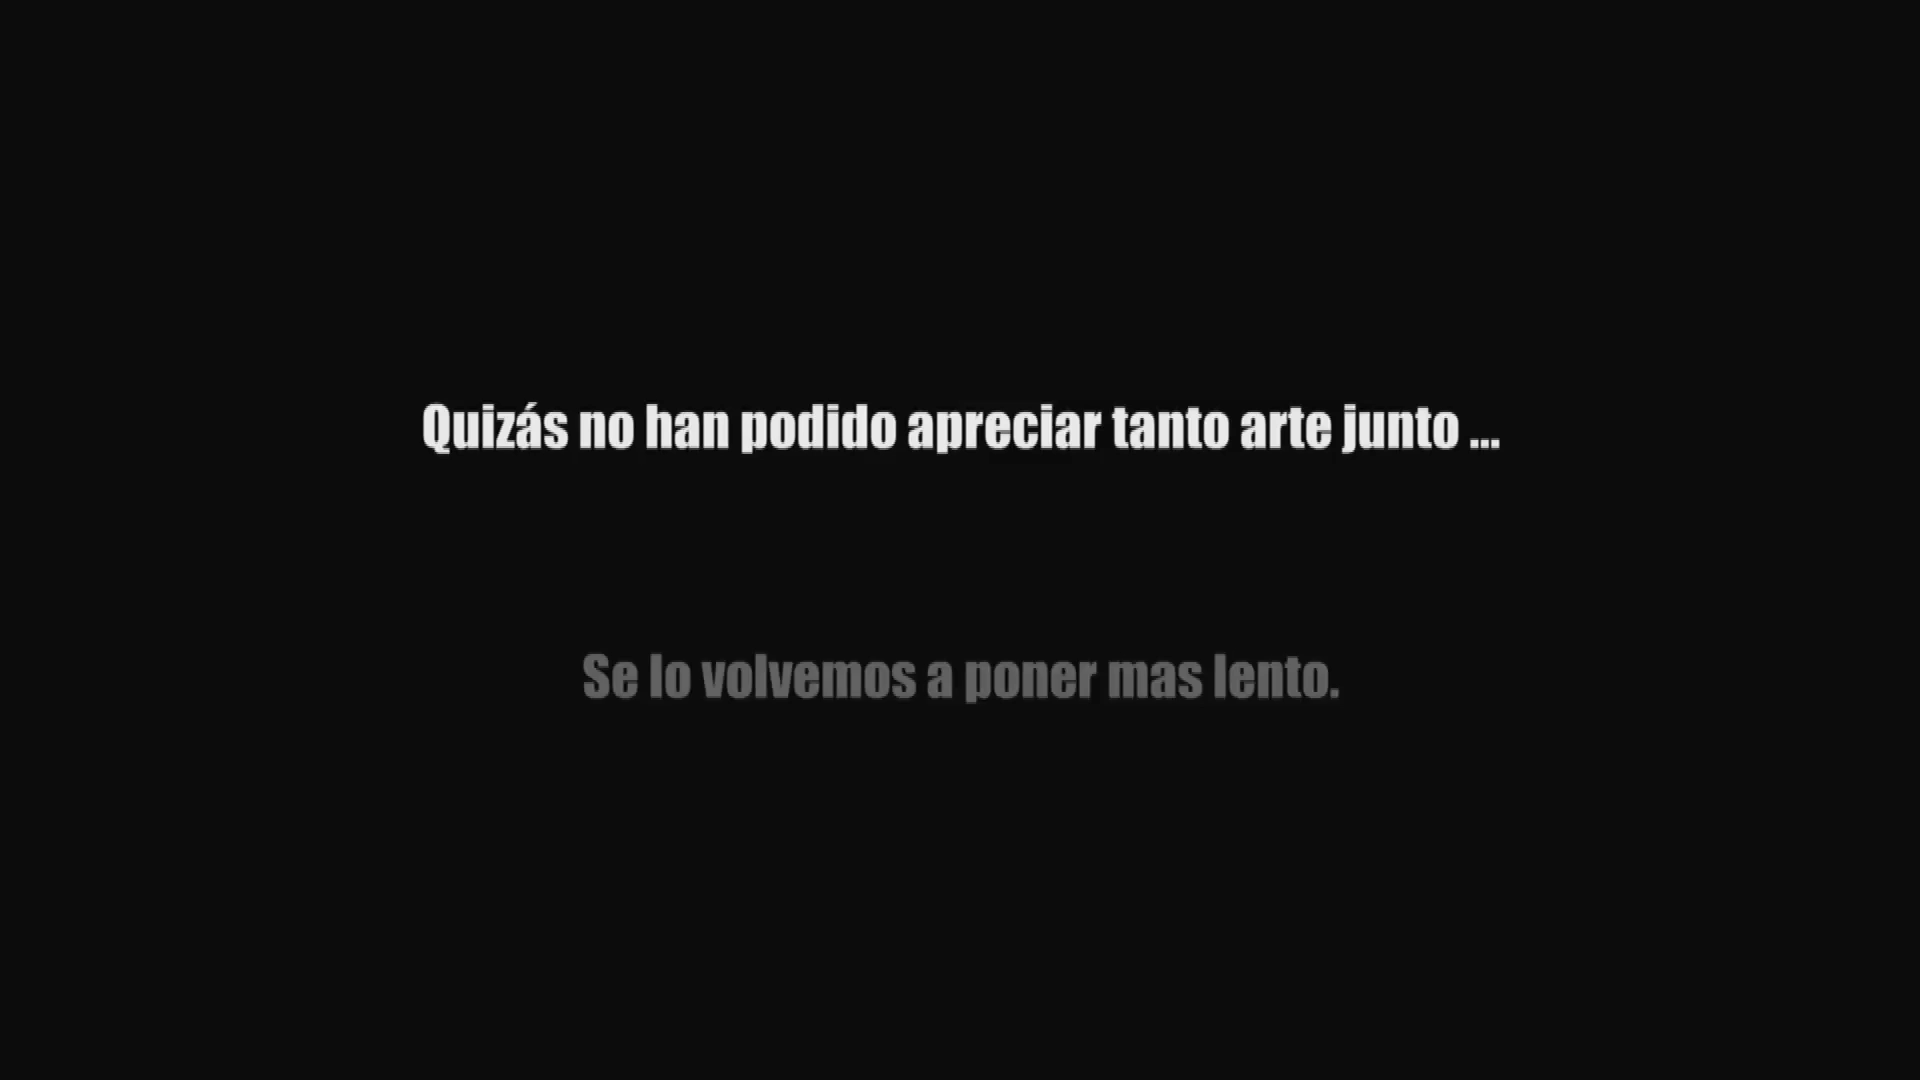 Quizás no han podido apreciar tanto arte junto ...
Se lo volvemos a poner mas lento.